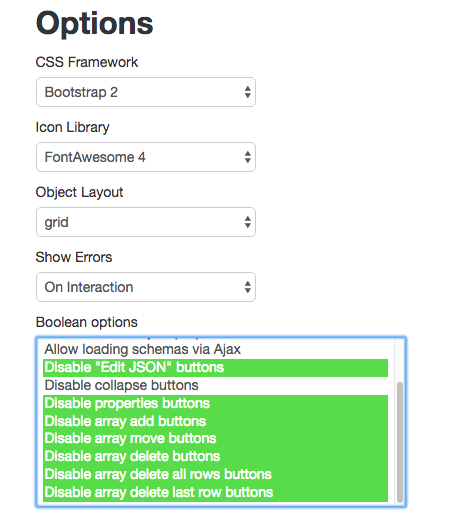 Options
CSS Framework
Bootstrap 2
Icon Library
FontAwesome 4
Object Layout
grid
Show Errors
On Interaction
Boolean options
Allow loading schemas via Ajax
Disable "Edit JSON" buttons
Disable collapse buttons
Disable properties buttons
Disable array add buttons
Disable array move buttons
Disable array delete buttons
Disable array delete all rows buttons
Disable array delete last row buttons